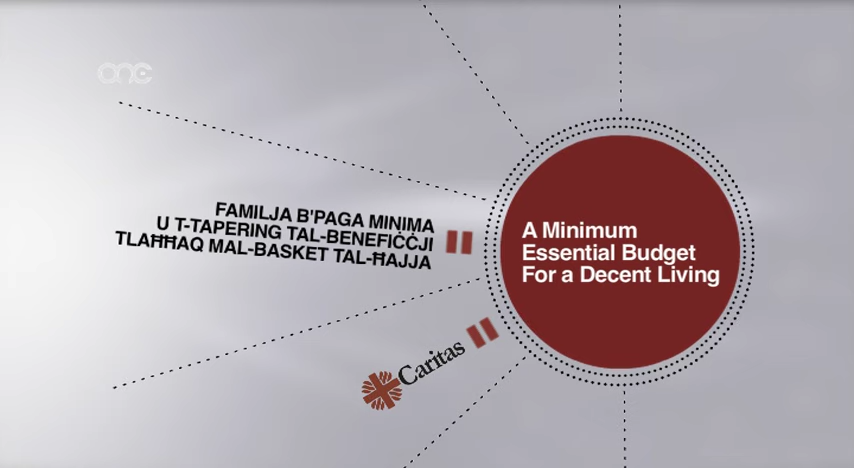 one
FAMILJA B'PAGA MINIMA
U T-TAPERING TAL-BENEFIĊĊJI
TLAĦĦAQ MAL-BASKET TAL-ĦAJJA
A Minimum
Essential Budget
For a Decent Living
Caritas